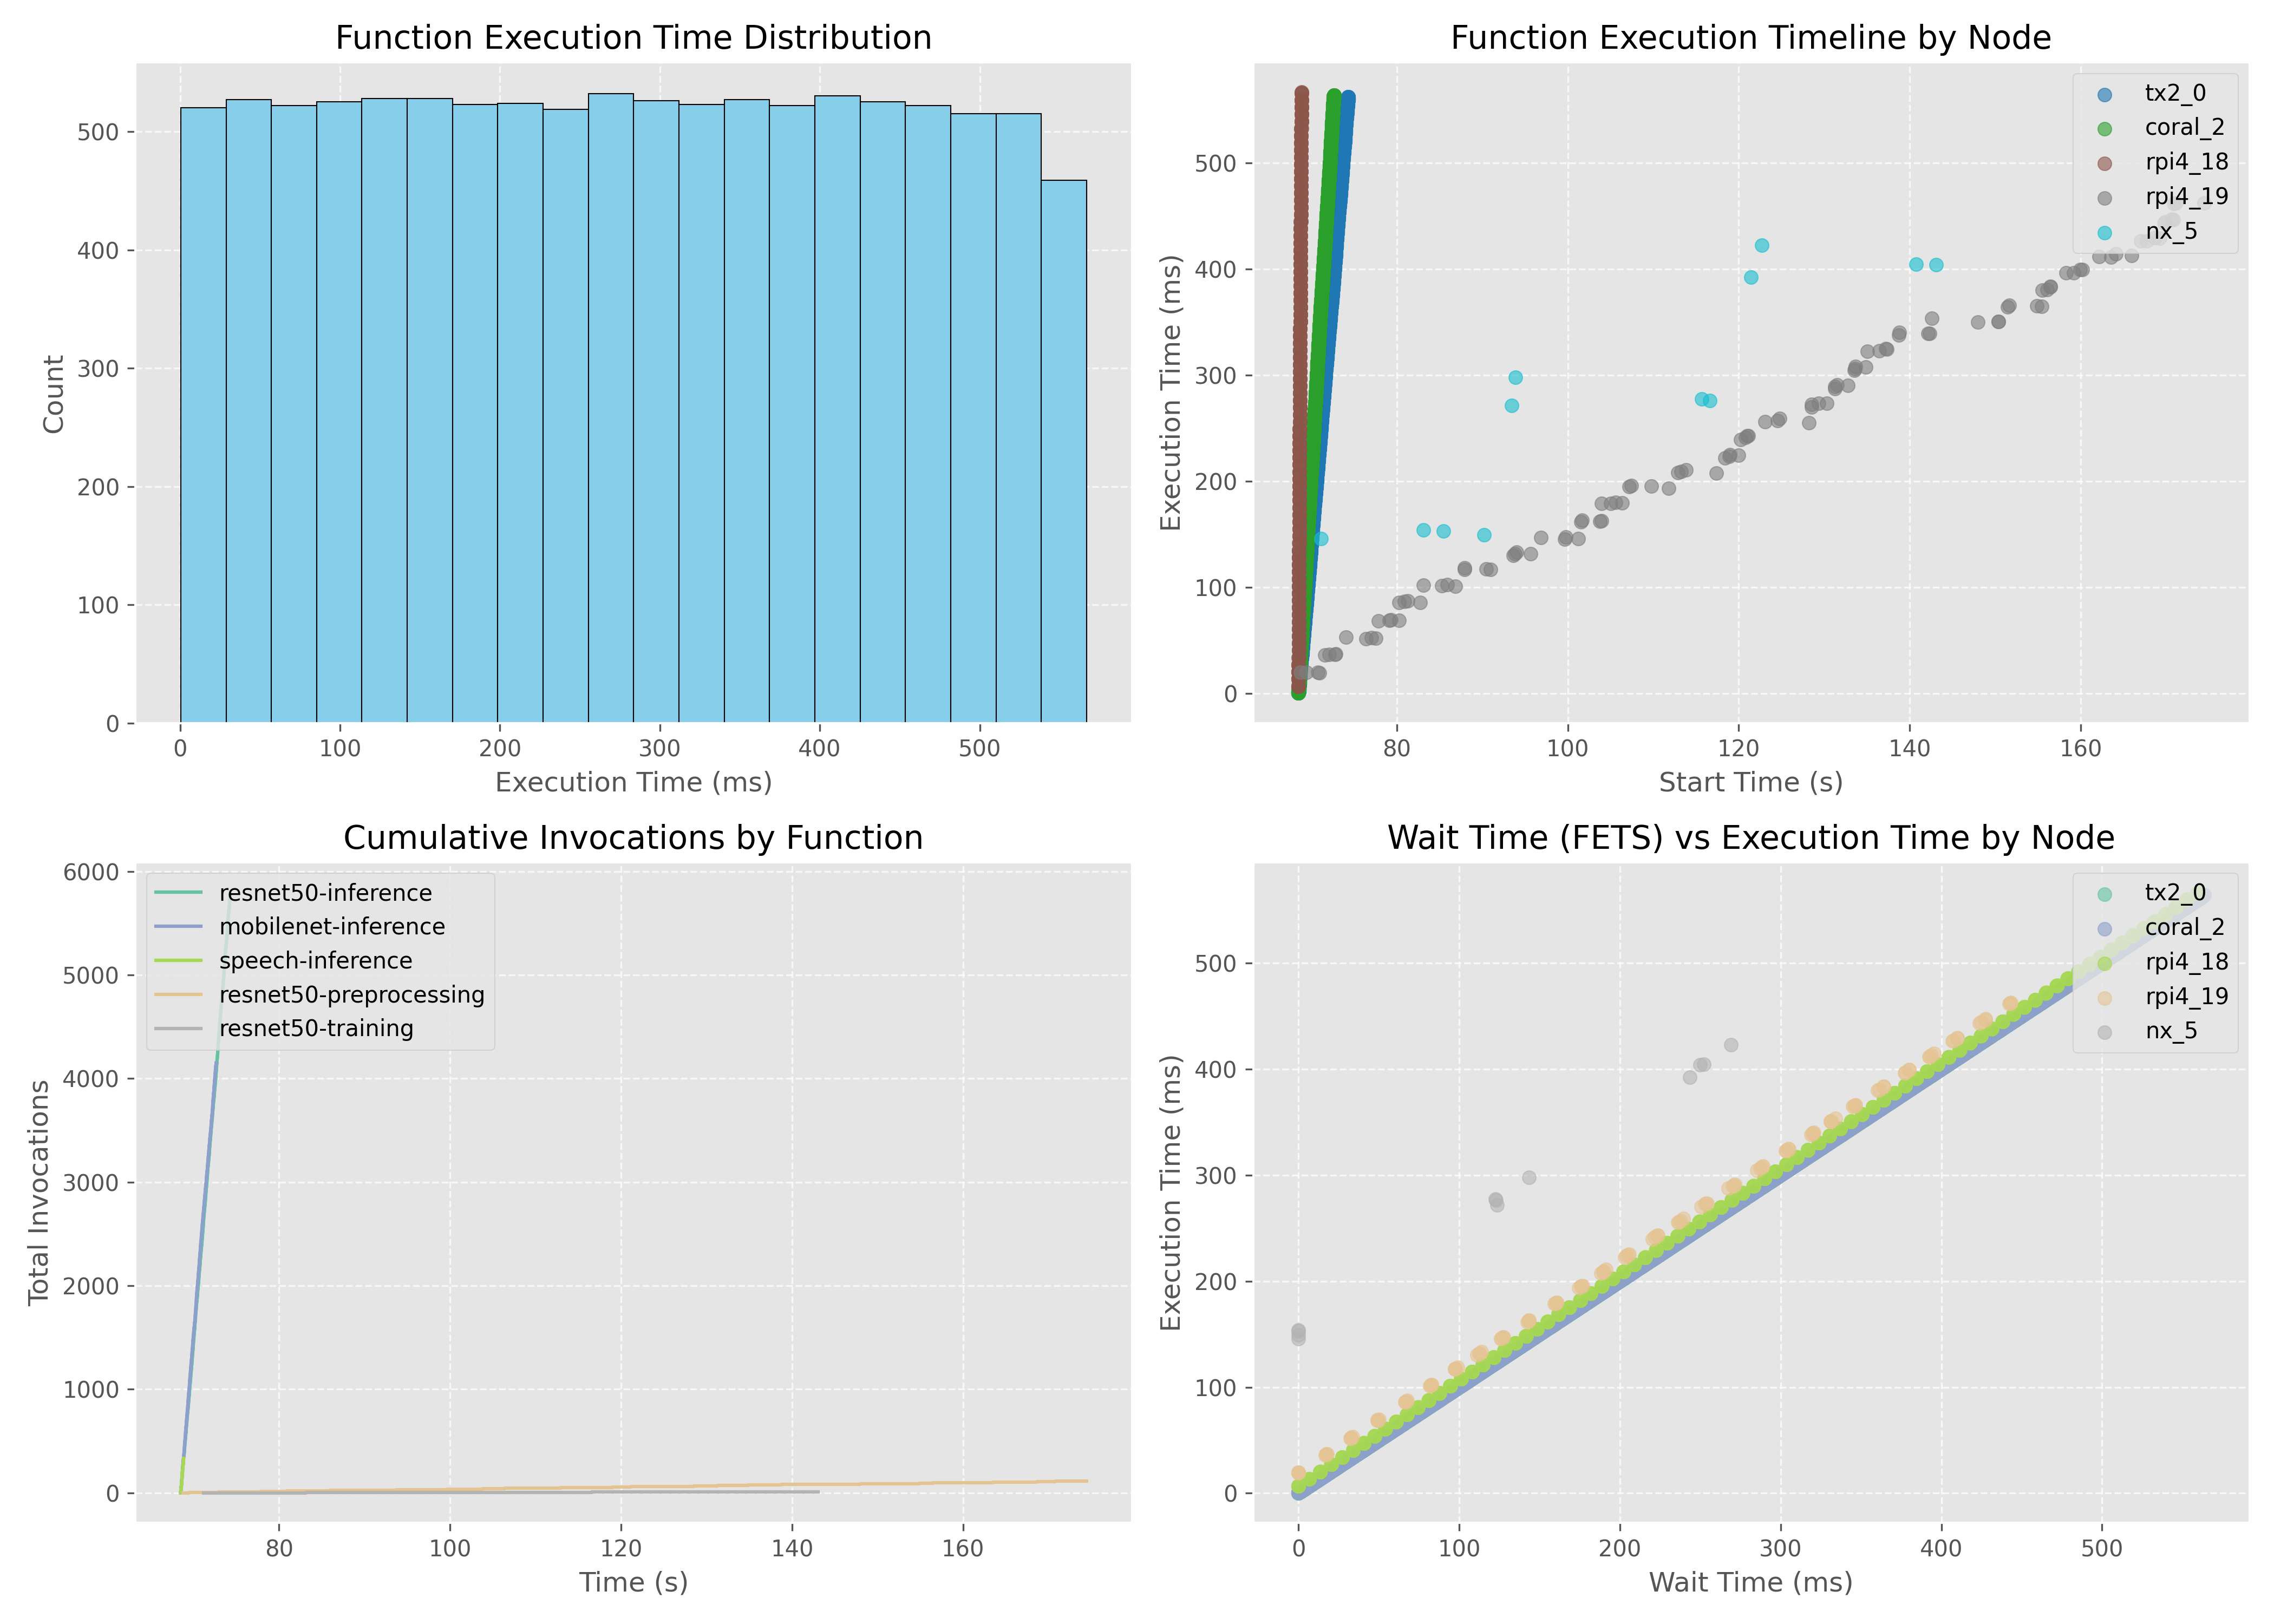 Function Execution Time Distribution
Count
500
400
300
200
100
0
0 100 200 300 400 500
Execution Time (ms)
Function Execution Timeline by Node
Execution Time (ms)
500
400
300
200
100
0
tx2_0
coral_2
rpi4_18
rpi4_19
nx_5
80 100 120 140 160
Start Time (s)
Cumulative Invocations by Function
Total Invocations
6000
5000
4000
3000
2000
1000
0
resnet50-inference
mobilenet-inference
speech-inference
resnet50-preprocessing
resnet50-training
80 100 120 140 160
Time (s)
Wait Time (FETS) vs Execution Time by Node
Execution Time (ms)
500
400
300
200
100
0
tx2_0
coral_2
rpi4_18
rpi4_19
nx_5
0 100 200 300 400 500
Wait Time (ms)